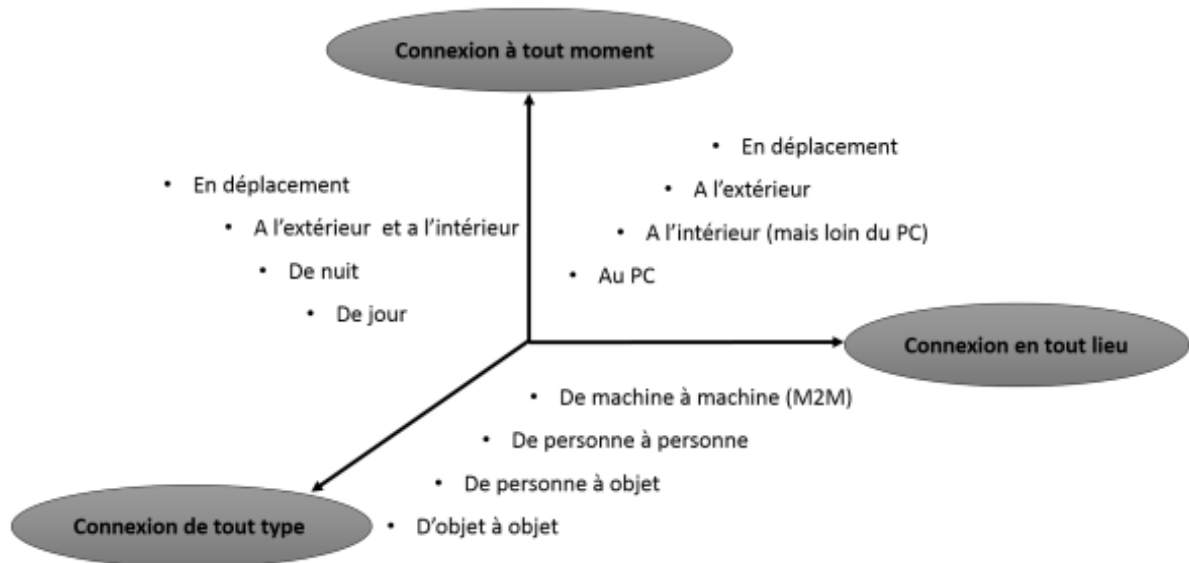 Connexion à tout moment
• En déplacement
• A l'extérieur et a l'intérieur
• De nuit
• De jour
• En déplacement
• A l'extérieur
• A l'intérieur (mais loin du PC)
• Au PC
Connexion en tout lieu
• De machine à machine (M2M)
• De personne à personne
• De personne à objet
• D'objet à objet
Connexion de tout type